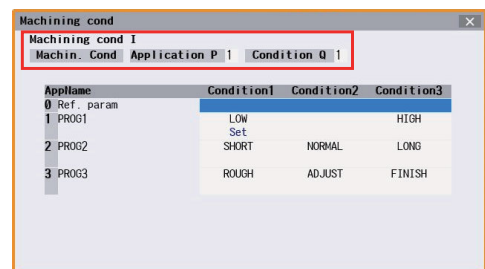 Machining cond
Machining cond I
Machin. Cond Application P 1 Condition Q 1
AppName Condition1 Condition2 Condition3
0 Ref. param
1 PROG1 LOW HIGH
Set
2 PROG2 SHORT NORMAL LONG
3 PROG3 ROUGH ADJUST FINISH